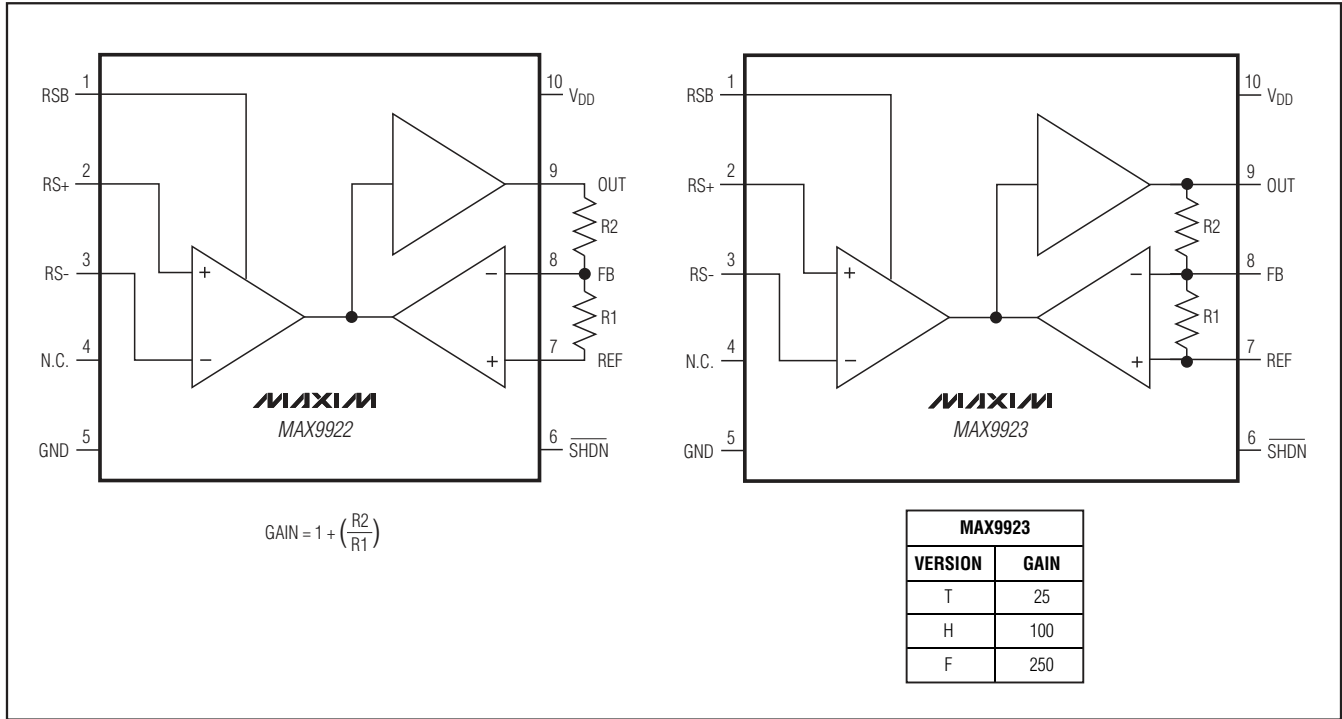 RSB 1
RS+ 2
RS- 3
N.C. 4
GND 5
10 VDD
9 OUT
R2
8 FB
R1
7 REF
6 SHDN
+
−
−
+
MAXIM
MAX9922
GAIN = 1 + (R2/R1)
RSB 1
RS+ 2
RS- 3
N.C. 4
GND 5
10 VDD
9 OUT
R2
8 FB
R1
7 REF
6 SHDN
+
−
−
+
MAXIM
MAX9923
MAX9923
VERSION GAIN
T 25
H 100
F 250